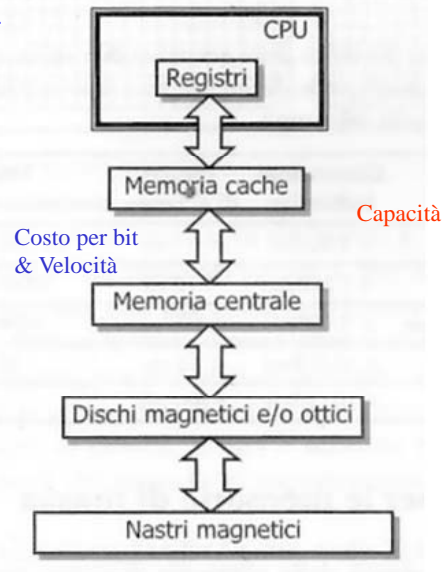 CPU
Registri
Memoria cache
Capacità
Costo per bit
& Velocità
Memoria centrale
Dischi magnetici e/o ottici
Nastri magnetici